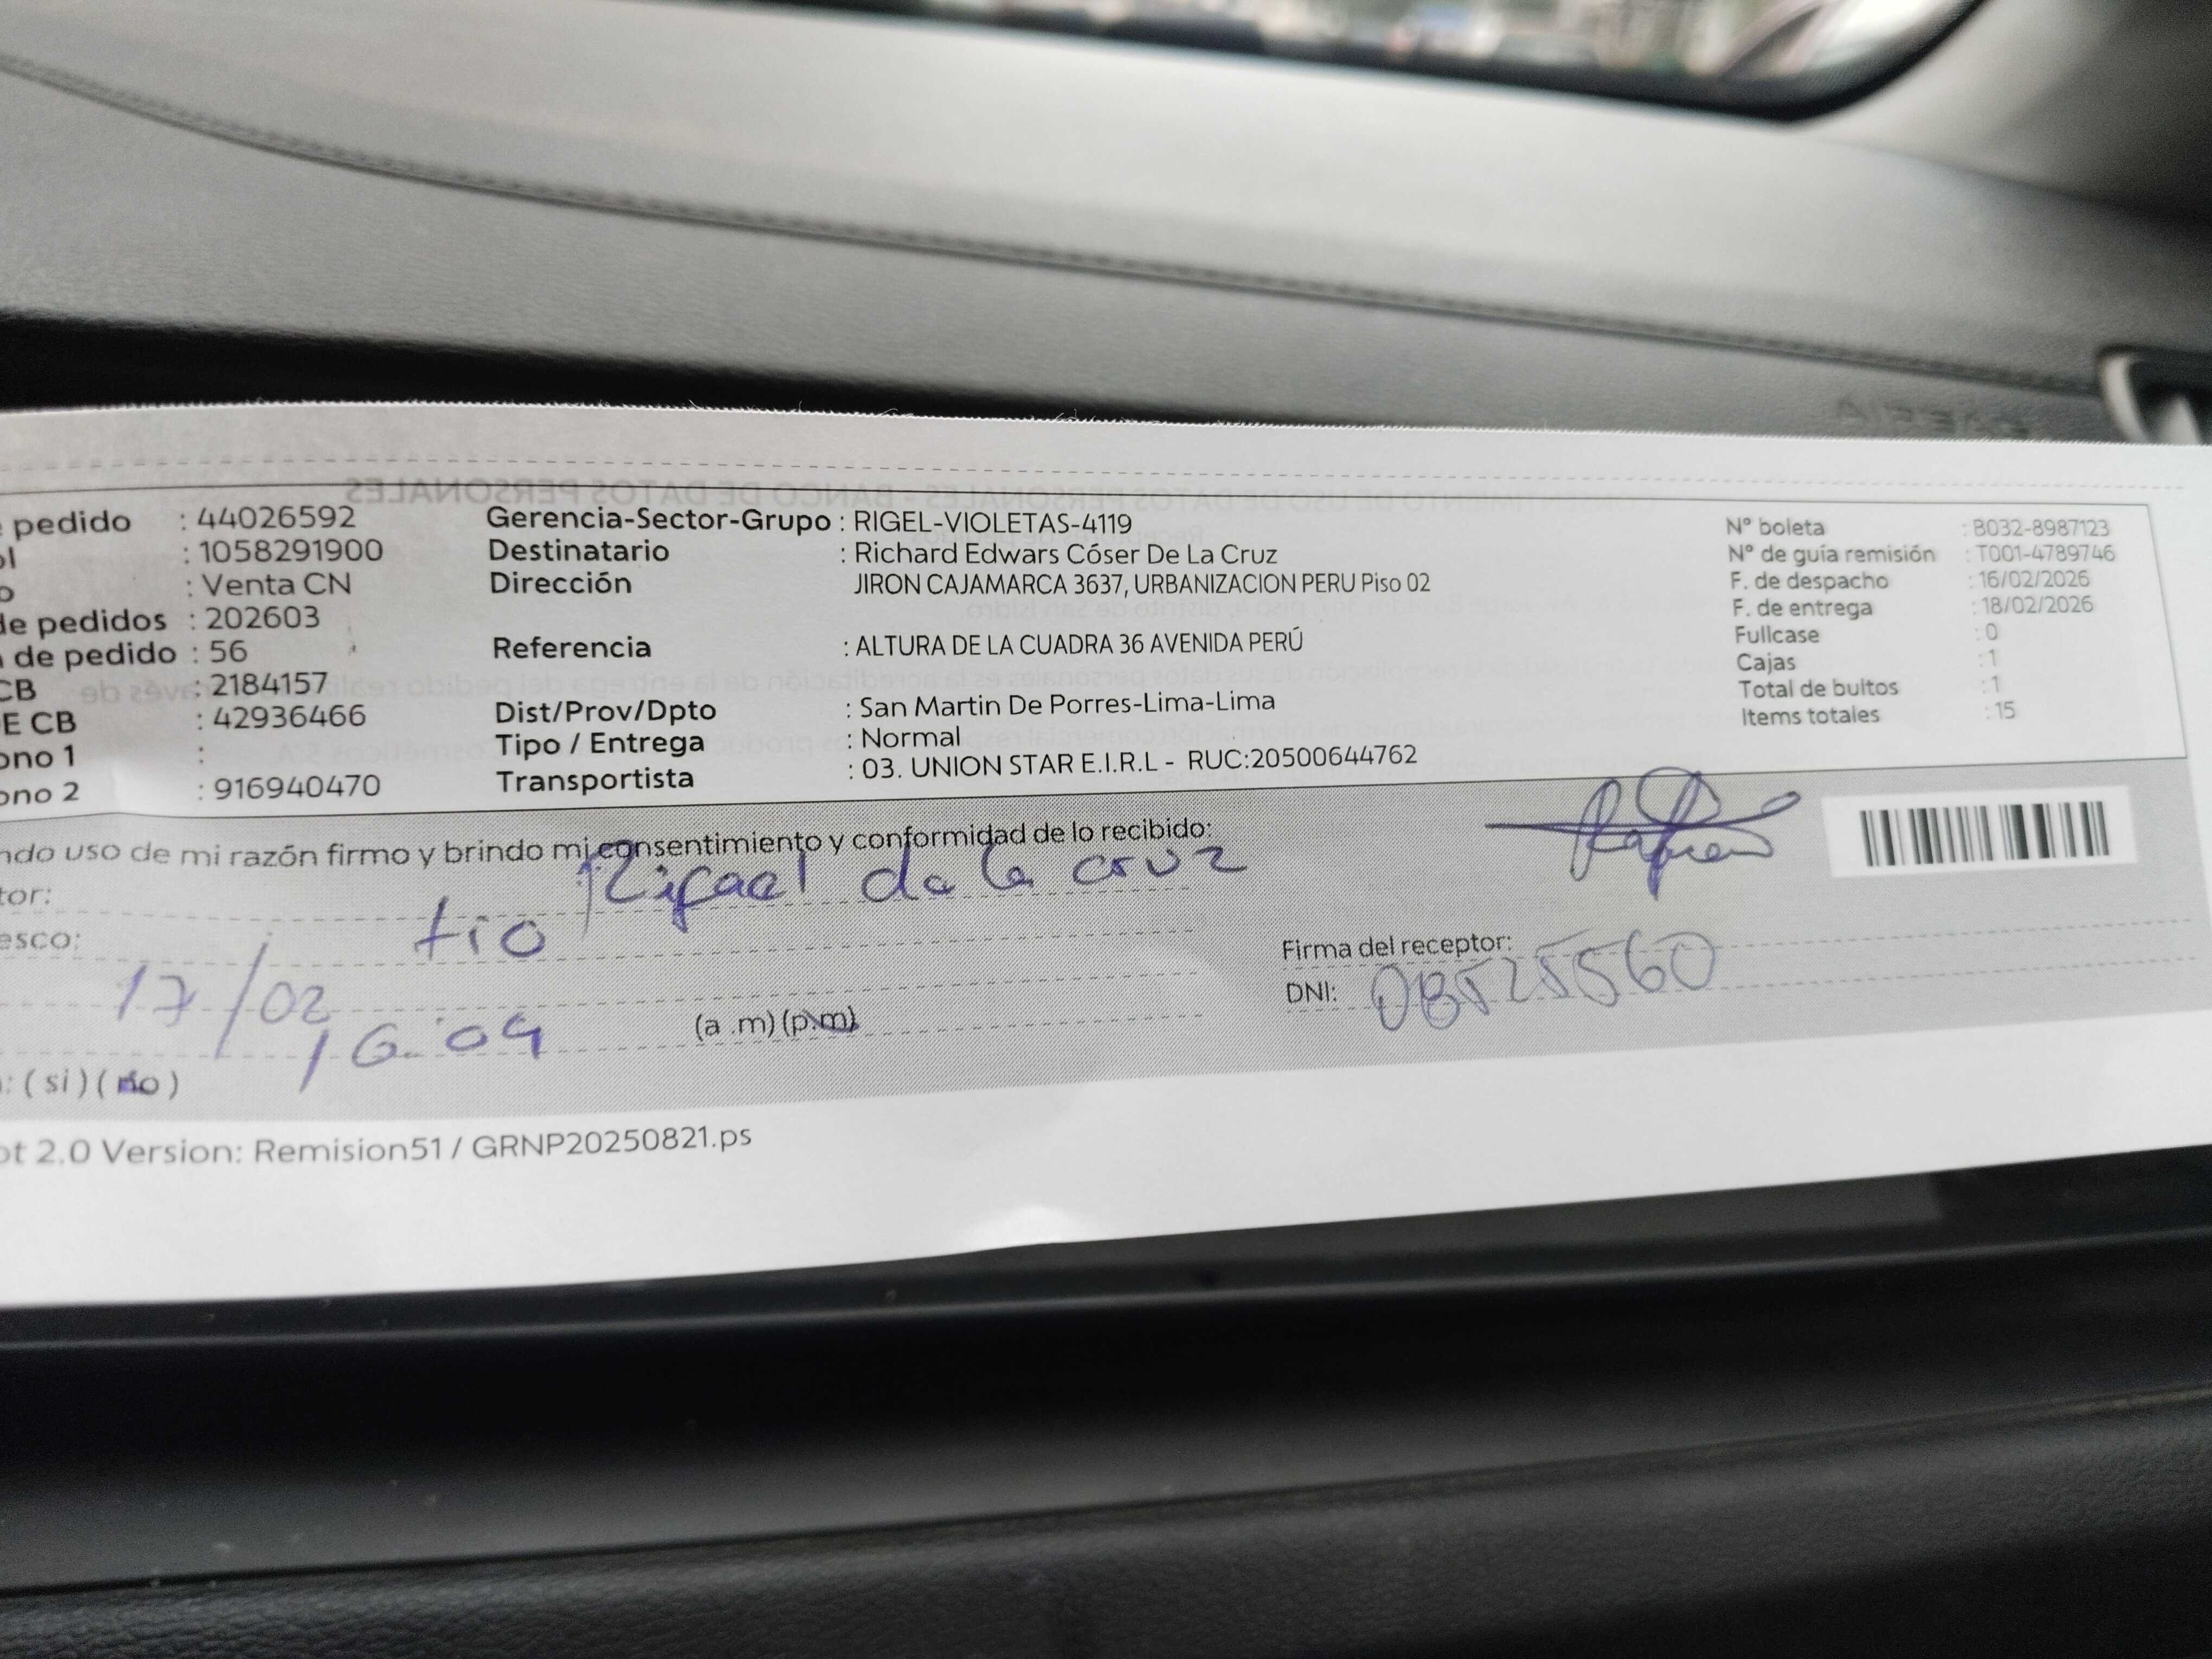 pedido : 44026592
: 1058291900
: Venta CN
de pedidos : 202603
de pedido : 56
CB : 2184157
E CB : 42936466
ono 1 :
ono 2 : 916940470
Gerencia-Sector-Grupo : RIGEL-VIOLETAS-4119
Destinatario : Richard Edwars Cóser De La Cruz
Dirección JIRON CAJAMARCA 3637, URBANIZACION PERU Piso 02
Referencia : ALTURA DE LA CUADRA 36 AVENIDA PERÚ
Dist/Prov/Dpto : San Martin De Porres-Lima-Lima
Tipo / Entrega : Normal
Transportista : 03. UNION STAR E.I.R.L - RUC:20500644762
N° boleta : B032-8987123
N° de guía remisión : T001-4789746
F. de despacho : 16/02/2026
F. de entrega : 18/02/2026
Fullcase : 0
Cajas : 1
Total de bultos : 1
Items totales : 15
ndo uso de mi razón firmo y brindo mi consentimiento y conformidad de lo recibido:
tor: Rifael de la cruz
esco: tio
17/02
16:04 (a .m) (p.m)
: ( si ) ( no )
Firma del receptor:
DNI: 08525560
ot 2.0 Version: Remision51 / GRNP20250821.ps